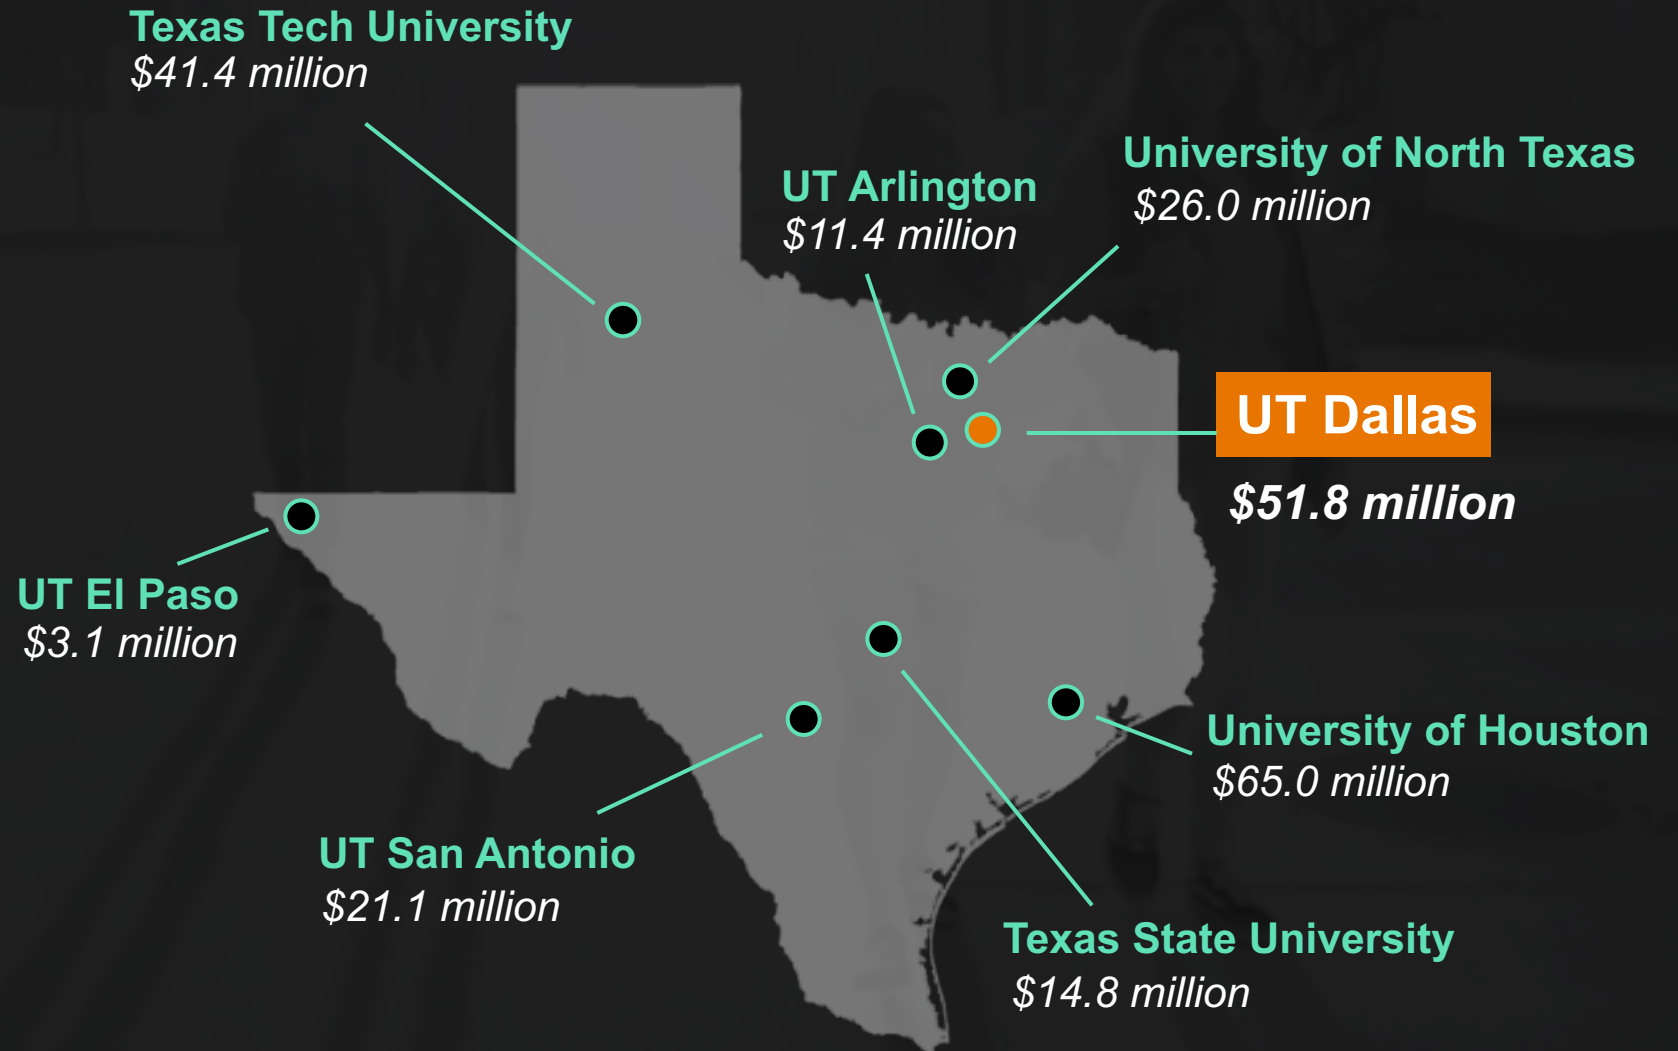 Texas Tech University
$41.4 million
University of North Texas
$26.0 million
UT Arlington
$11.4 million
UT Dallas
$51.8 million
UT El Paso
$3.1 million
University of Houston
$65.0 million
UT San Antonio
$21.1 million
Texas State University
$14.8 million